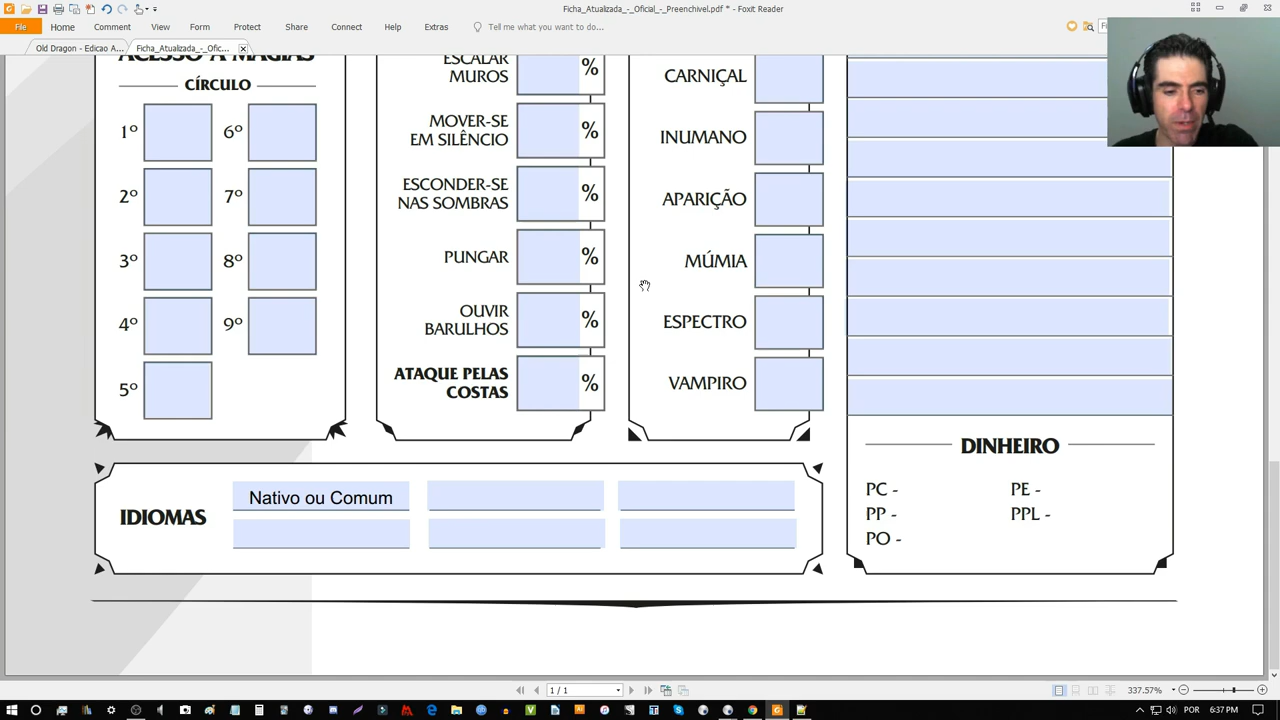 Ficha_Atualizada_-_Oficial_-_Preenchivel.pdf * - Foxit Reader
File
Home
Comment
View
Form
Protect
Share
Connect
Help
Extras
Tell me what you want to do...
Old Dragon - Edicao A...
Ficha_Atualizada_-_Ofic...
ACESSO A MAGIAS
CÍRCULO
1º
6º
2º
7º
3º
8º
4º
9º
5º
ESCALAR
MUROS
%
MOVER-SE
EM SILÊNCIO
%
ESCONDER-SE
NAS SOMBRAS
%
PUNGAR
%
OUVIR
BARULHOS
%
ATAQUE PELAS
COSTAS
%
CARNIÇAL
INUMANO
APARIÇÃO
MÚMIA
ESPECTRO
VAMPIRO
DINHEIRO
PC -
PE -
PP -
PPL -
PO -
IDIOMAS
Nativo ou Comum
1 / 1
337.57%
POR
6:37 PM